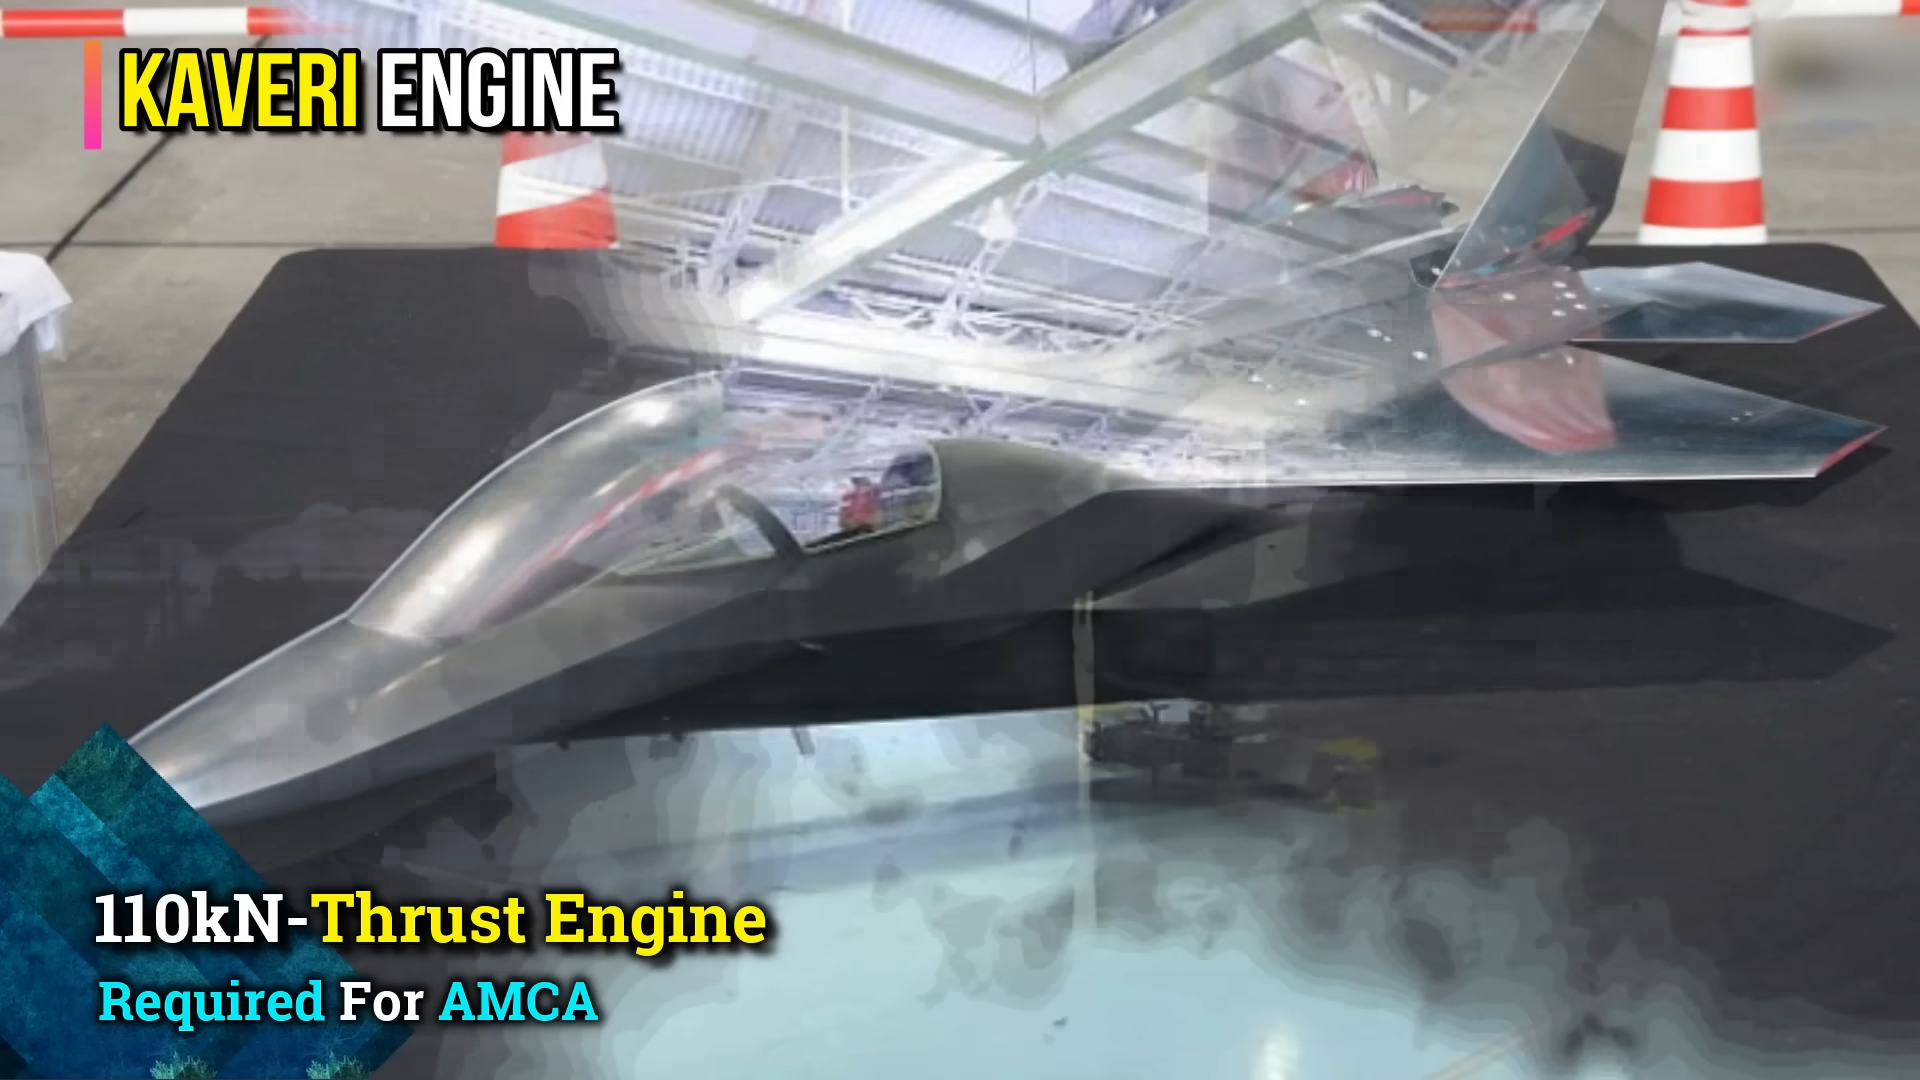 KAVERI ENGINE
110kN-Thrust Engine
Required For AMCA